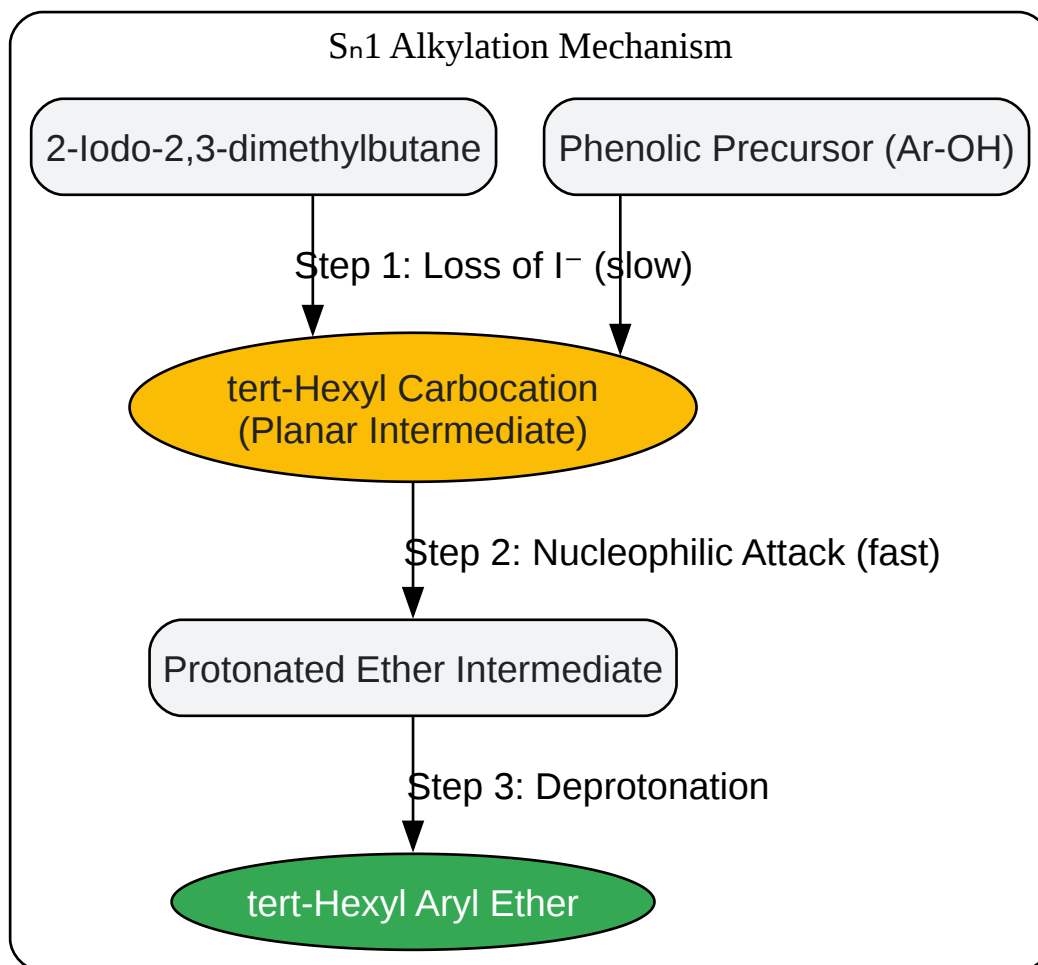 Sₙ1 Alkylation Mechanism
2-Iodo-2,3-dimethylbutane
Phenolic Precursor (Ar-OH)
Step 1: Loss of I⁻ (slow)
tert-Hexyl Carbocation
(Planar Intermediate)
Step 2: Nucleophilic Attack (fast)
Protonated Ether Intermediate
Step 3: Deprotonation
tert-Hexyl Aryl Ether